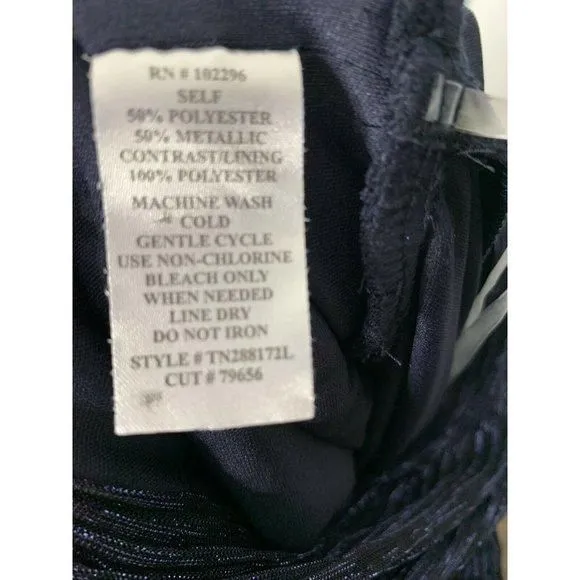 RN # 102296
SELF
50% POLYESTER
50% METALLIC
CONTRAST/LINING
100% POLYESTER
MACHINE WASH
COLD
GENTLE CYCLE
USE NON-CHLORINE
BLEACH ONLY
WHEN NEEDED
LINE DRY
DO NOT IRON
STYLE # TN288172L
CUT # 79656